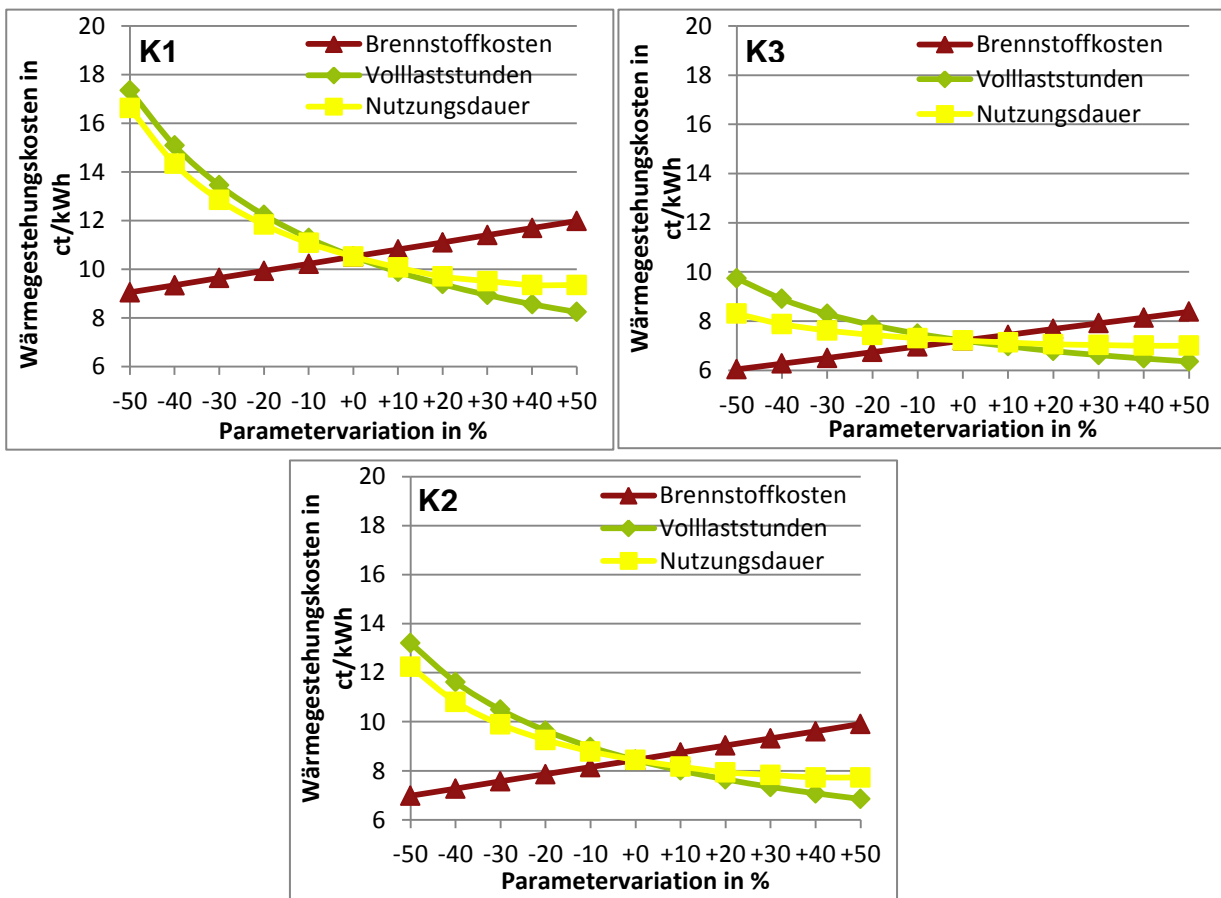 K1
Brennstoffkosten
Volllaststunden
Nutzungsdauer
Wärmegestehungskosten in
ct/kWh
20
18
16
14
12
10
8
6
-50 -40 -30 -20 -10 +0 +10 +20 +30 +40 +50
Parametervariation in %
K3
Brennstoffkosten
Volllaststunden
Nutzungsdauer
Wärmegestehungskosten in
ct/kWh
20
18
16
14
12
10
8
6
-50 -40 -30 -20 -10 +0 +10 +20 +30 +40 +50
Parametervariation in %
K2
Brennstoffkosten
Volllaststunden
Nutzungsdauer
Wärmegestehungskosten in
ct/kWh
20
18
16
14
12
10
8
6
-50 -40 -30 -20 -10 +0 +10 +20 +30 +40 +50
Parametervariation in %